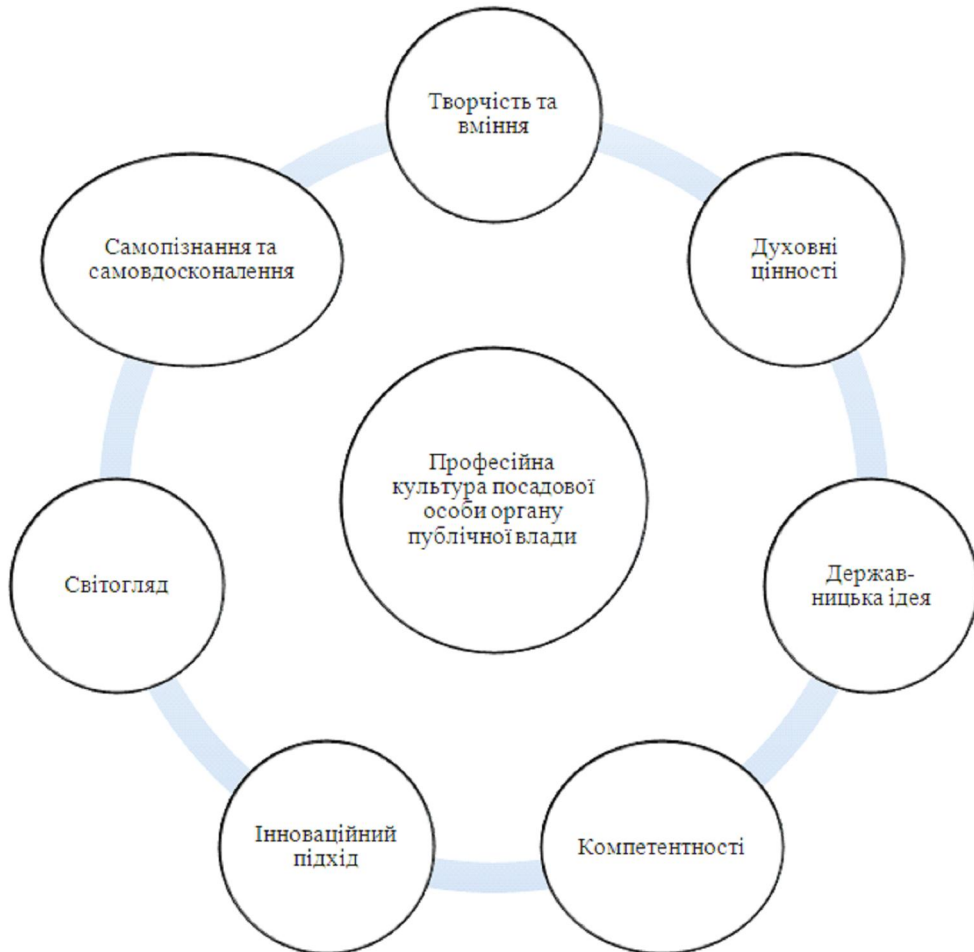 Творчість та
вміння
Духовні
цінності
Держав-
ницька ідея
Компетентності
Інноваційний
підхід
Світогляд
Самопізнання та
самовдосконалення
Професійна
культура посадової
особи органу
публічної влади